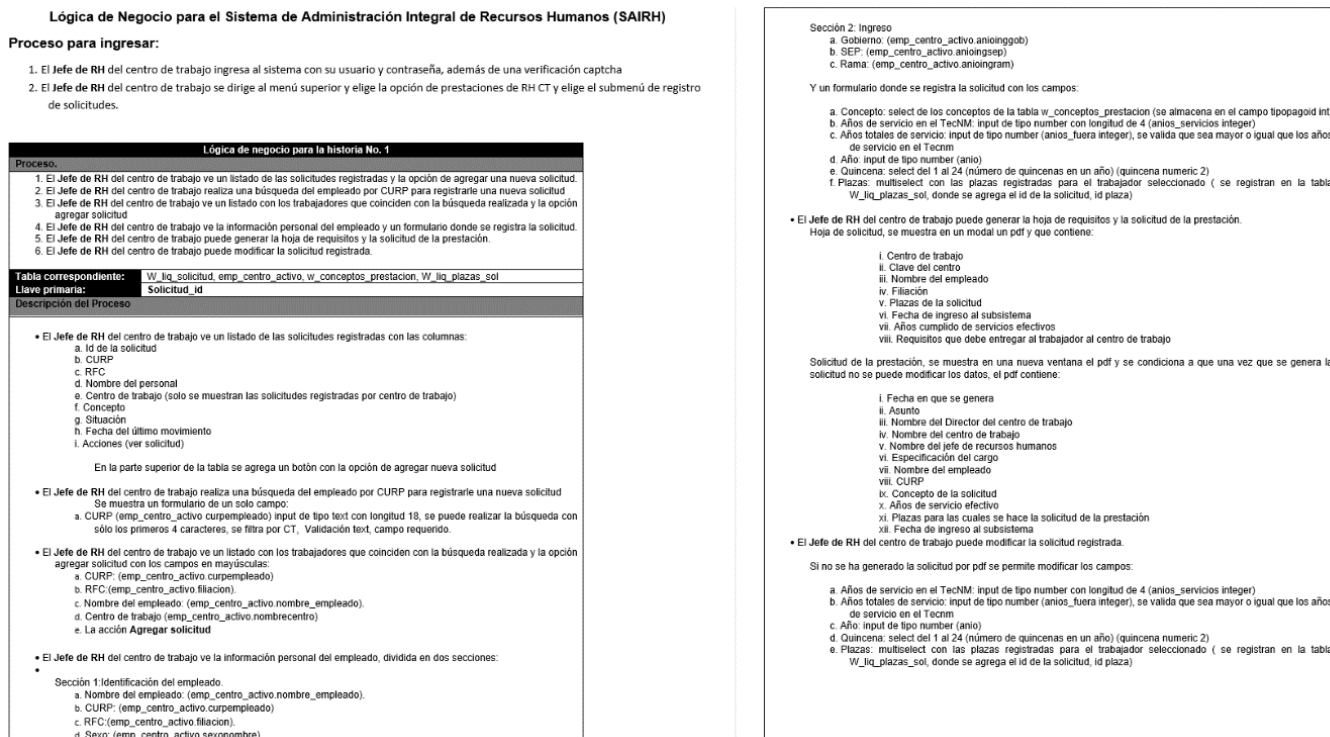 Lógica de Negocio para el Sistema de Administración Integral de Recursos Humanos (SAIRH)
Proceso para ingresar:
1. El Jefe de RH del centro de trabajo ingresa al sistema con su usuario y contraseña, además de una verificación captcha
2. El Jefe de RH del centro de trabajo se dirige al menú superior y elige la opción de prestaciones de RH CT y elige el submenú de registro
de solicitudes.
Lógica de negocio para la historia No. 1
Proceso.
1. El Jefe de RH del centro de trabajo ve un listado de las solicitudes registradas y la opción de agregar una nueva solicitud.
2. El Jefe de RH del centro de trabajo realiza una búsqueda del empleado por CURP para registrarle una nueva solicitud
3. El Jefe de RH del centro de trabajo ve un listado con los trabajadores que coinciden con la búsqueda realizada y la opción
agregar solicitud
4. El Jefe de RH del centro de trabajo ve la información personal del empleado y un formulario donde se registra la solicitud.
5. El Jefe de RH del centro de trabajo puede generar la hoja de requisitos y la solicitud de la prestación.
6. El Jefe de RH del centro de trabajo puede modificar la solicitud registrada.
Tabla correspondiente: W_liq_solicitud, emp_centro_activo, w_conceptos_prestacion, W_liq_plazas_sol
Llave primaria: Solicitud_id
Descripción del Proceso
• El Jefe de RH del centro de trabajo ve un listado de las solicitudes registradas con las columnas:
a. Id de la solicitud
b. CURP
c. RFC
d. Nombre del personal
e. Centro de trabajo (solo se muestran las solicitudes registradas por centro de trabajo)
f. Concepto
g. Situación
h. Fecha del último movimiento
i. Acciones (ver solicitud)
En la parte superior de la tabla se agrega un botón con la opción de agregar nueva solicitud
• El Jefe de RH del centro de trabajo realiza una búsqueda del empleado por CURP para registrarle una nueva solicitud
Se muestra un formulario de un solo campo:
a. CURP (emp_centro_activo curpempleado) input de tipo text con longitud 18, se puede realizar la búsqueda con
sólo los primeros 4 caracteres, se filtra por CT, Validación text, campo requerido.
• El Jefe de RH del centro de trabajo ve un listado con los trabajadores que coinciden con la búsqueda realizada y la opción
agregar solicitud con los campos en mayúsculas:
a. CURP: (emp_centro_activo.curpempleado)
b. RFC:(emp_centro_activo.filiacion).
c. Nombre del empleado: (emp_centro_activo.nombre_empleado).
d. Centro de trabajo (emp_centro_activo.nombrecentro)
e. La acción Agregar solicitud
• El Jefe de RH del centro de trabajo ve la información personal del empleado, dividida en dos secciones:
•
Sección 1:Identificación del empleado.
a. Nombre del empleado: (emp_centro_activo.nombre_empleado).
b. CURP: (emp_centro_activo.curpempleado)
c. RFC:(emp_centro_activo.filiacion).
d. Sexo: (emp_centro_activo.sexonombre)
Sección 2: Ingreso
a. Gobierno: (emp_centro_activo.anioinggob)
b. SEP: (emp_centro_activo.anioingsep)
c. Rama: (emp_centro_activo.anioingram)
Y un formulario donde se registra la solicitud con los campos:
a. Concepto: select de los conceptos de la tabla w_conceptos_prestacion (se almacena en el campo tipopagoid int
b. Años de servicio en el TecNM: input de tipo number con longitud de 4 (anios_servicios integer)
c. Años totales de servicio: input de tipo number (anios_fuera integer), se valida que sea mayor o igual que los años
de servicio en el Tecnm
d. Año: input de tipo number (anio)
e. Quincena: select del 1 al 24 (número de quincenas en un año) (quincena numeric 2)
f. Plazas: multiselect con las plazas registradas para el trabajador seleccionado ( se registran en la tabla
W_liq_plazas_sol, donde se agrega el id de la solicitud, id plaza)
• El Jefe de RH del centro de trabajo puede generar la hoja de requisitos y la solicitud de la prestación.
Hoja de solicitud, se muestra en un modal un pdf y que contiene:
i. Centro de trabajo
ii. Clave del centro
iii. Nombre del empleado
iv. Filiación
v. Plazas de la solicitud
vi. Fecha de ingreso al subsistema
vii. Años cumplido de servicios efectivos
viii. Requisitos que debe entregar al trabajador al centro de trabajo
Solicitud de la prestación, se muestra en una nueva ventana el pdf y se condiciona a que una vez que se genera la
solicitud no se puede modificar los datos, el pdf contiene:
i. Fecha en que se genera
ii. Asunto
iii. Nombre del Director del centro de trabajo
iv. Nombre del centro de trabajo
v. Nombre del jefe de recursos humanos
vi. Especificación del cargo
vii. Nombre del empleado
viii. CURP
ix. Concepto de la solicitud
x. Años de servicio efectivo
xi. Plazas para las cuales se hace la solicitud de la prestación
xii. Fecha de ingreso al subsistema
• El Jefe de RH del centro de trabajo puede modificar la solicitud registrada.
Si no se ha generado la solicitud por pdf se permite modificar los campos:
a. Años de servicio en el TecNM: input de tipo number con longitud de 4 (anios_servicios integer)
b. Años totales de servicio: input de tipo number (anios_fuera integer), se valida que sea mayor o igual que los años
de servicio en el Tecnm
c. Año: input de tipo number (anio)
d. Quincena: select del 1 al 24 (número de quincenas en un año) (quincena numeric 2)
e. Plazas: multiselect con las plazas registradas para el trabajador seleccionado ( se registran en la tabla
W_liq_plazas_sol, donde se agrega el id de la solicitud, id plaza)